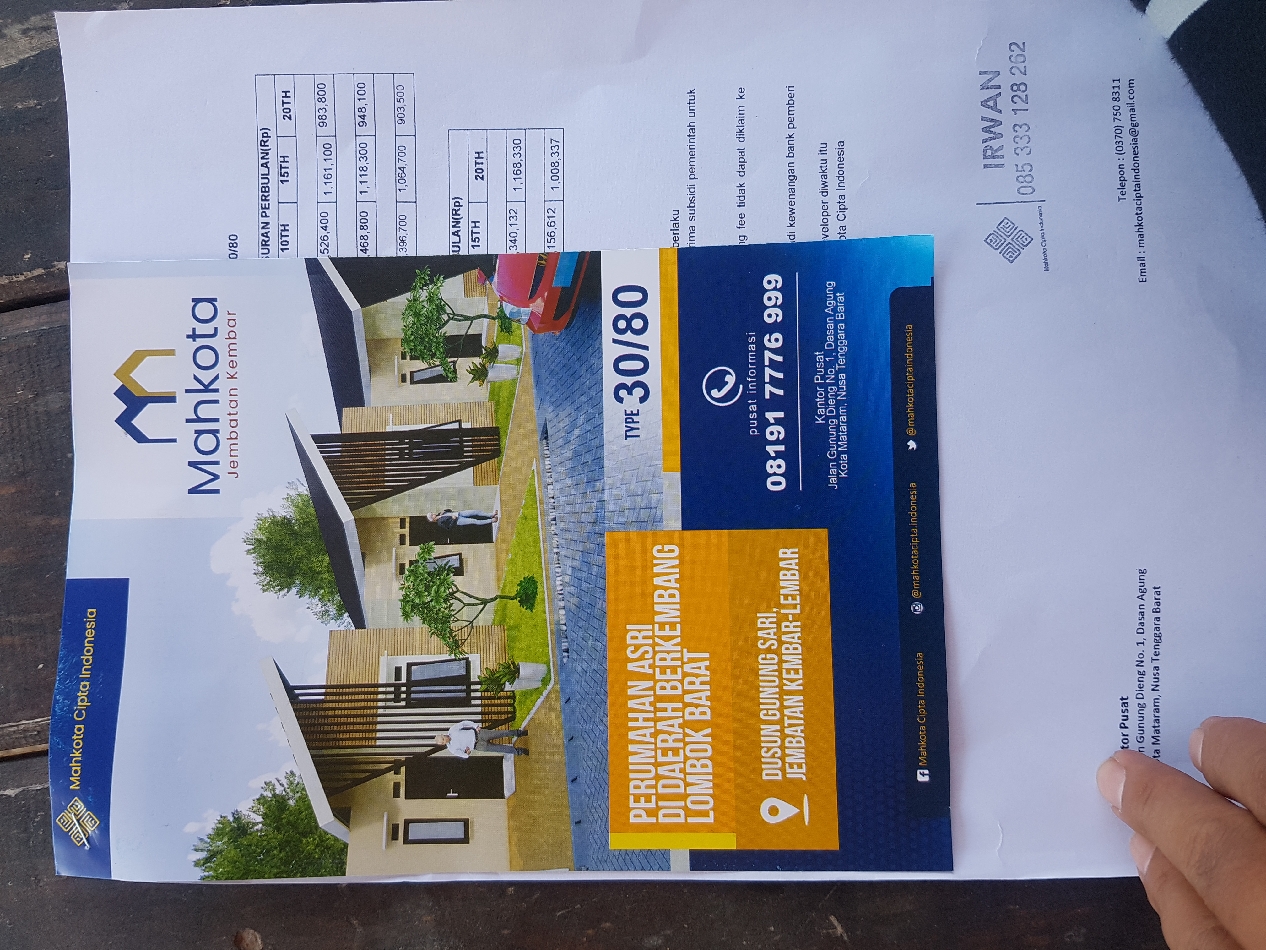 Mahkota Cipta Indonesia
Mahkota
Jembatan Kembar
TYPE 30/80
PERUMAHAN ASRI
DI DAERAH BERKEMBANG
LOMBOK BARAT
DUSUN GUNUNG SARI,
JEMBATAN KEMBAR-LEMBAR
pusat informasi
08191 7776 999
Kantor Pusat
Jalan Gunung Dieng No. 1, Dasan Agung
Kota Mataram, Nusa Tenggara Barat
Mahkota Cipta Indonesia
@mahkotacipta.indonesia
@mahkotaciptaindonesia
0/80
SURAN PERBULAN(Rp)
10TH 15TH 20TH
,526,400 1,161,100 983,800
,468,800 1,118,300 948,100
,396,700 1,064,700 903,500
ULAN(Rp)
15TH 20TH
,340,132 1,168,330
,156,612 1,008,337
berlaku
rima subsidi pemerintah untuk
ng fee tidak dapat diklaim ke
di kewenangan bank pemberi
veloper diwaktu itu
ota Cipta Indonesia
Mahkota Cipta Indonesia
IRWAN
085 333 128 262
tor Pusat
n Gunung Dieng No. 1, Dasan Agung
ta Mataram, Nusa Tenggara Barat
Telepon : (0370) 750 8311
Email : mahkotaciptaindonesia@gmail.com